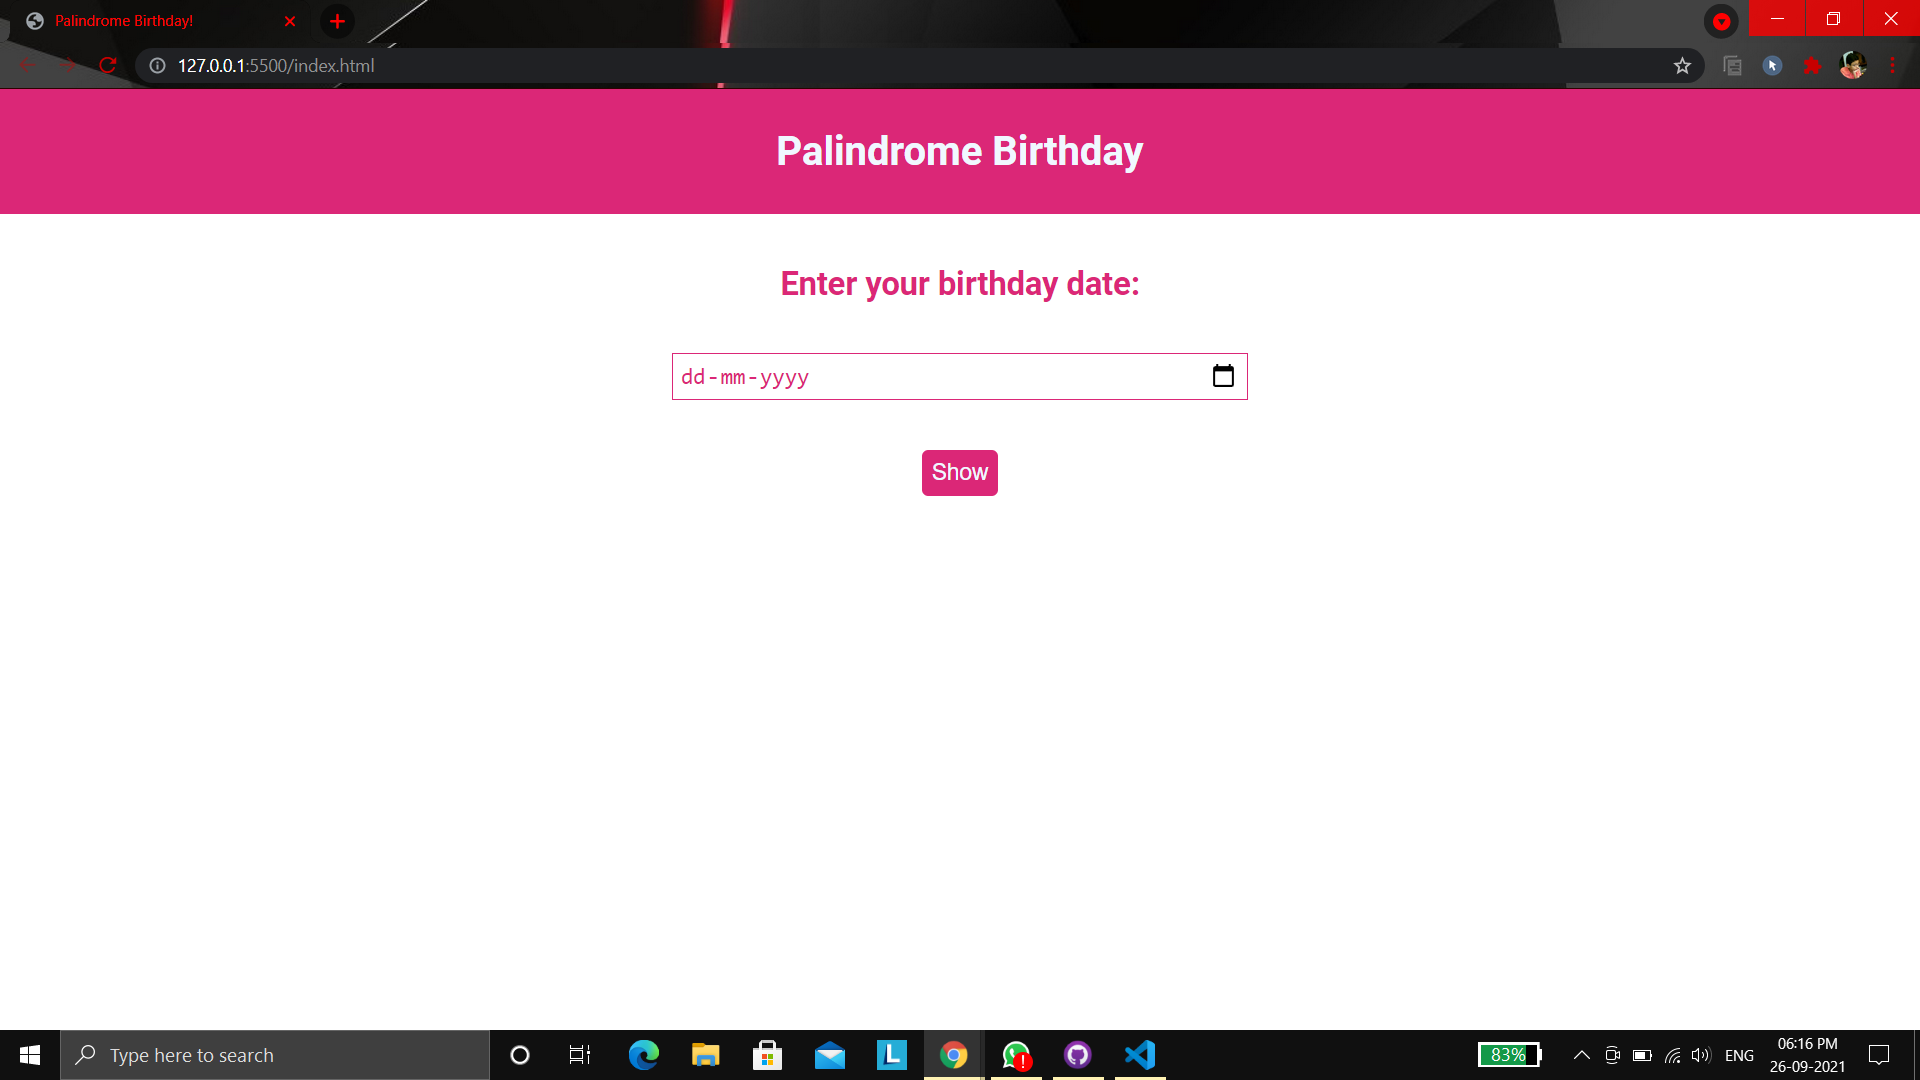 Palindrome Birthday!
127.0.0.1:5500/index.html
Palindrome Birthday
Enter your birthday date:
dd-mm-yyyy
Show
Type here to search
L
83%
ENG
06:16 PM
26-09-2021